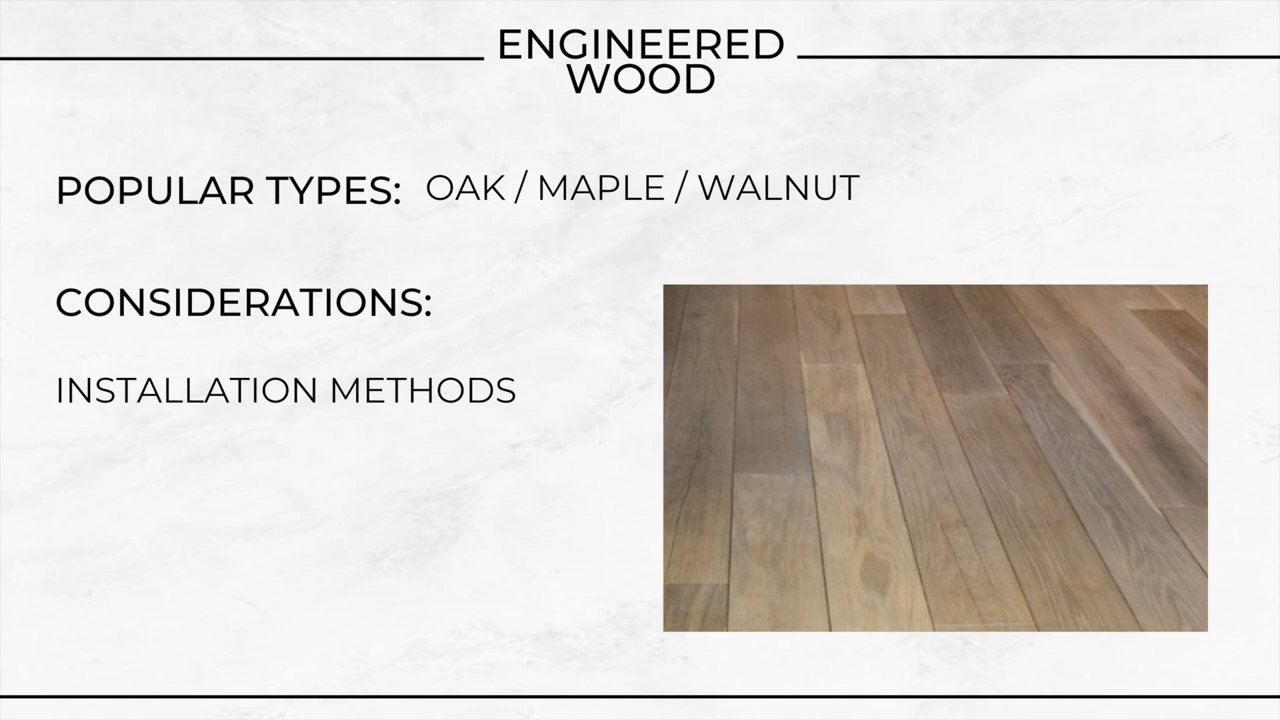 ENGINEERED
WOOD
POPULAR TYPES: OAK / MAPLE / WALNUT
CONSIDERATIONS:
INSTALLATION METHODS